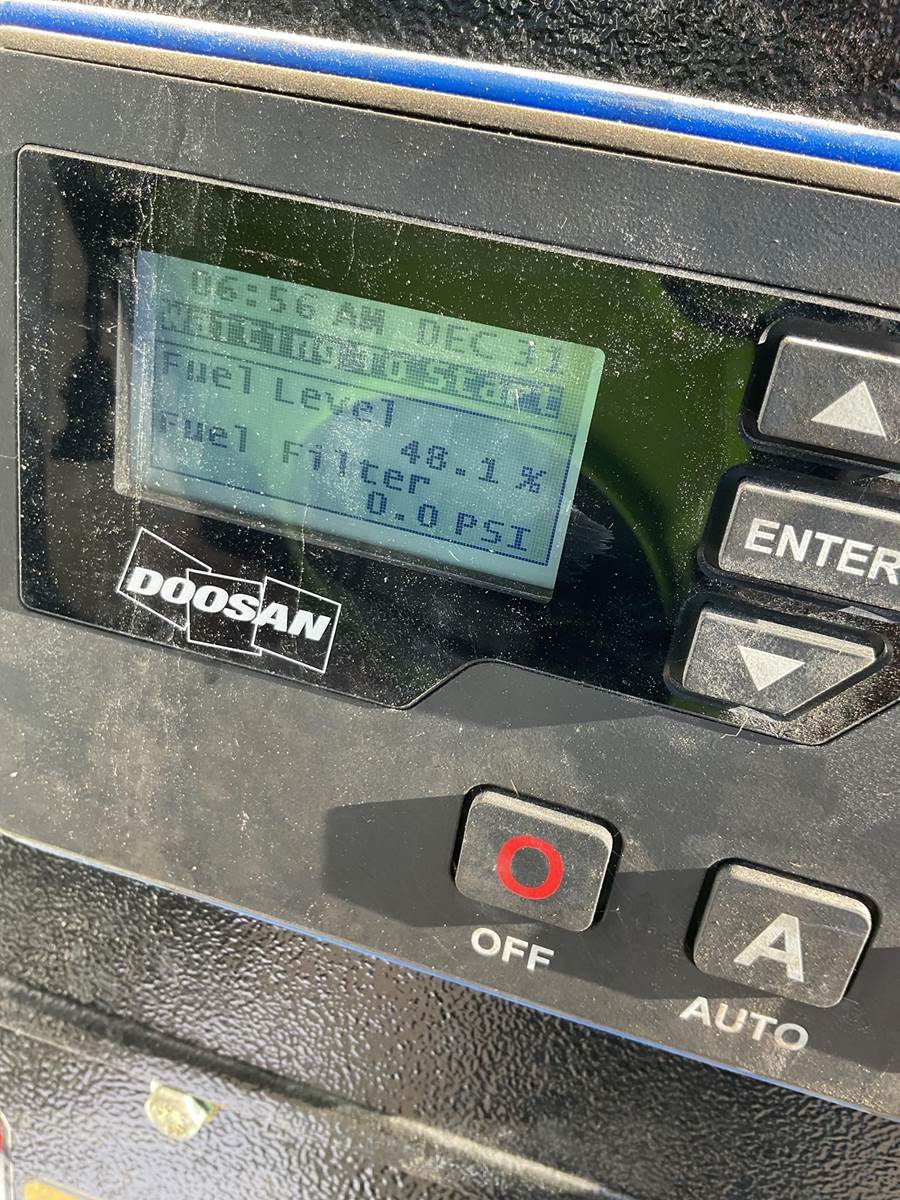 06:56 AM DEC 31
Fuel Level
48.1 %
Fuel Filter
0.0 PSI
DOOSAN
ENTER
OFF
A
AUTO